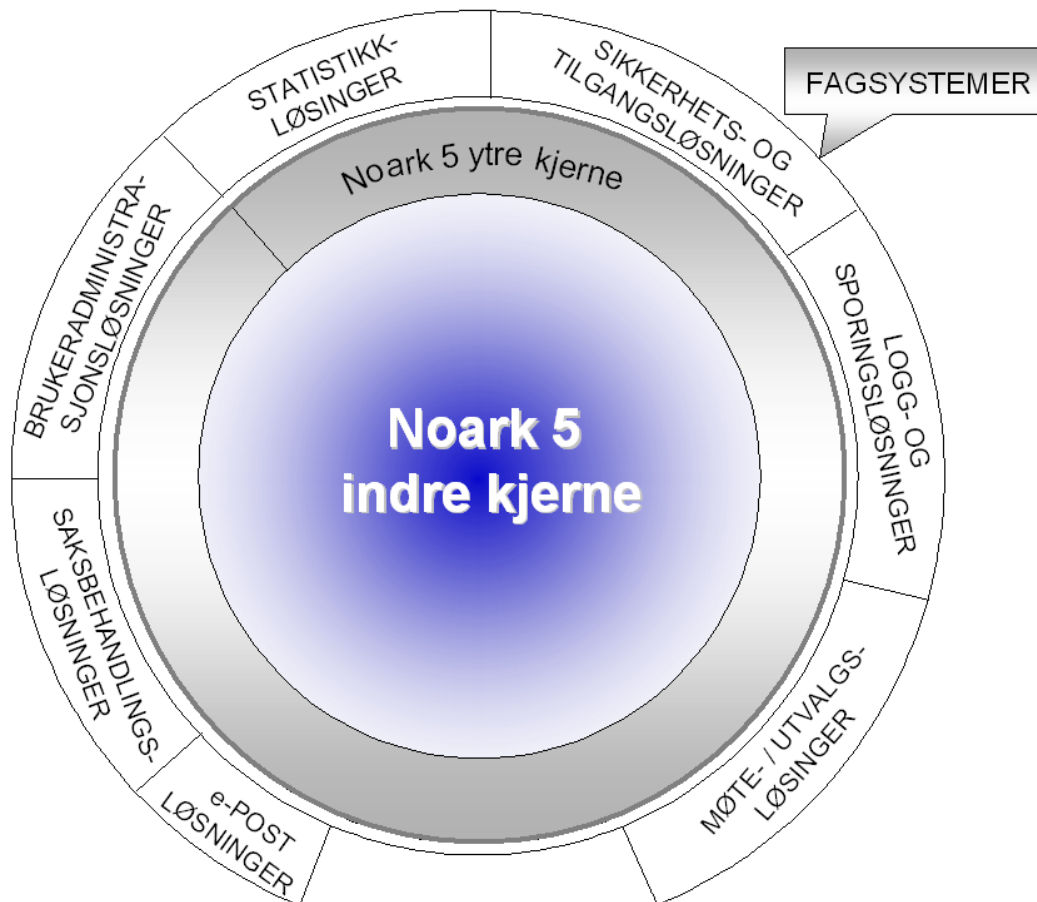 STATISTIKK-
LØSINGER
SIKKERHETS- OG
TILGANGSLØSNINGER
FAGSYSTEMER
Noark 5 ytre kjerne
BRUKERADMINISTRA-
SJONSLØSNINGER
LOGG- OG
SPORINGSLØSNINGER
Noark 5
indre kjerne
SAKSBEHANDLINGS-
LØSNINGER
MØTE- / UTVALGS-
LØSINGER
e-POST
LØSNINGER